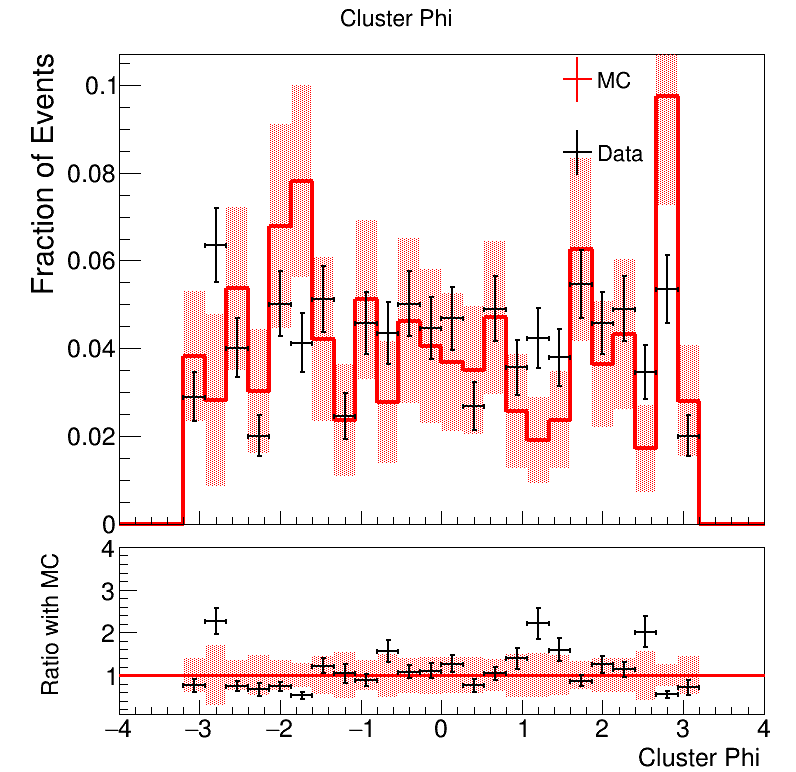 Cluster Phi
Fraction of Events
0.1
0.08
0.06
0.04
0.02
0
MC
Data
Ratio with MC
4
3
2
1
−4 −3 −2 −1 0 1 2 3 4
Cluster Phi